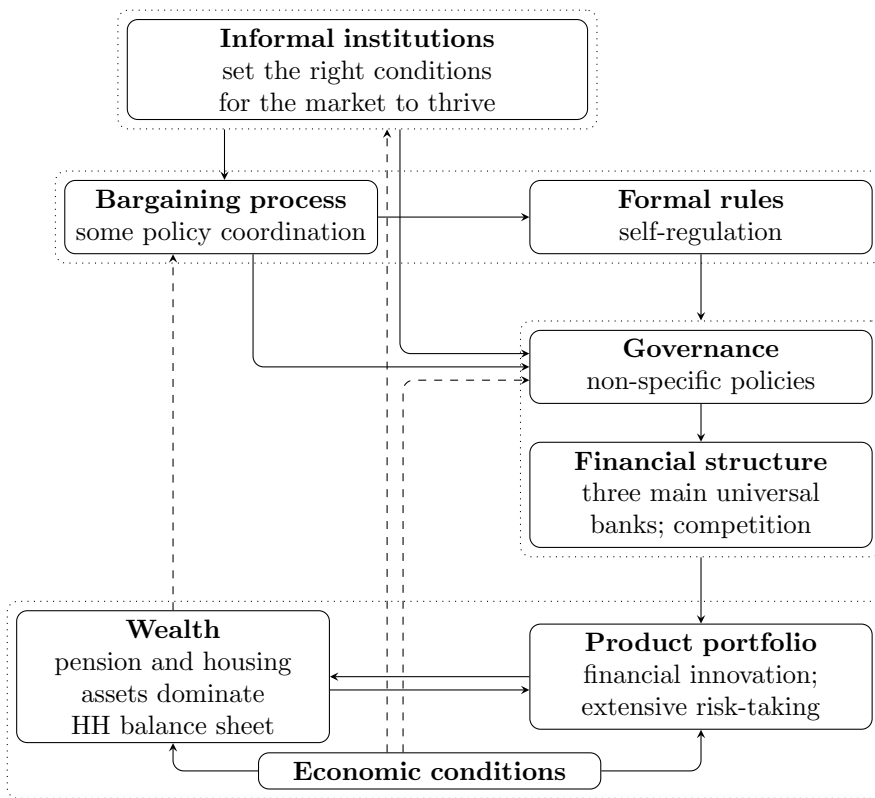 Informal institutions
set the right conditions
for the market to thrive
Bargaining process
some policy coordination
Formal rules
self-regulation
Governance
non-specific policies
Financial structure
three main universal
banks; competition
Wealth
pension and housing
assets dominate
HH balance sheet
Product portfolio
financial innovation;
extensive risk-taking
Economic conditions